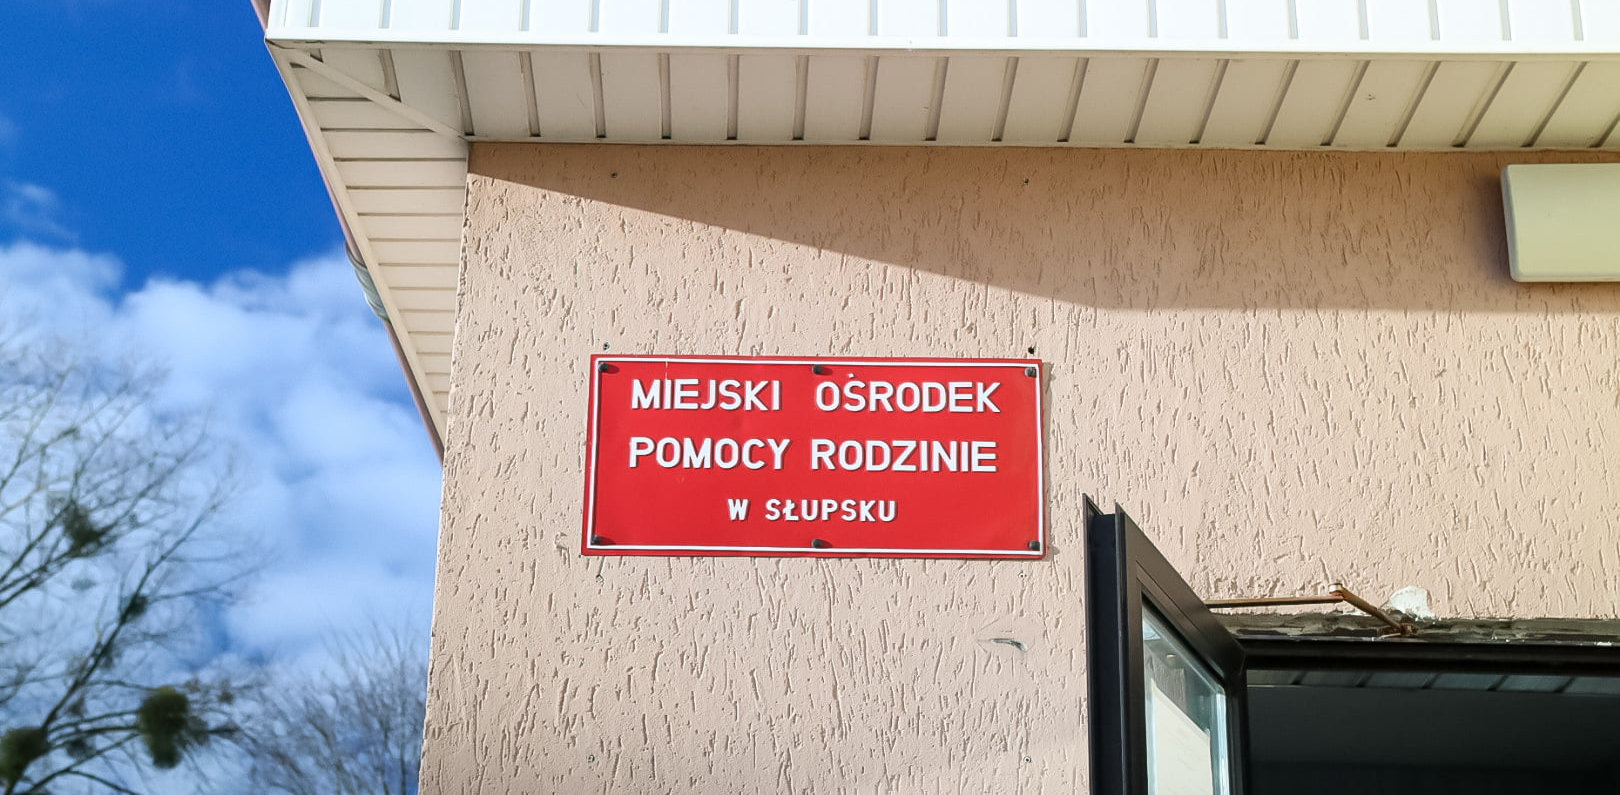 MIEJSKI OŚRODEK
POMOCY RODZINIE
W SŁUPSKU